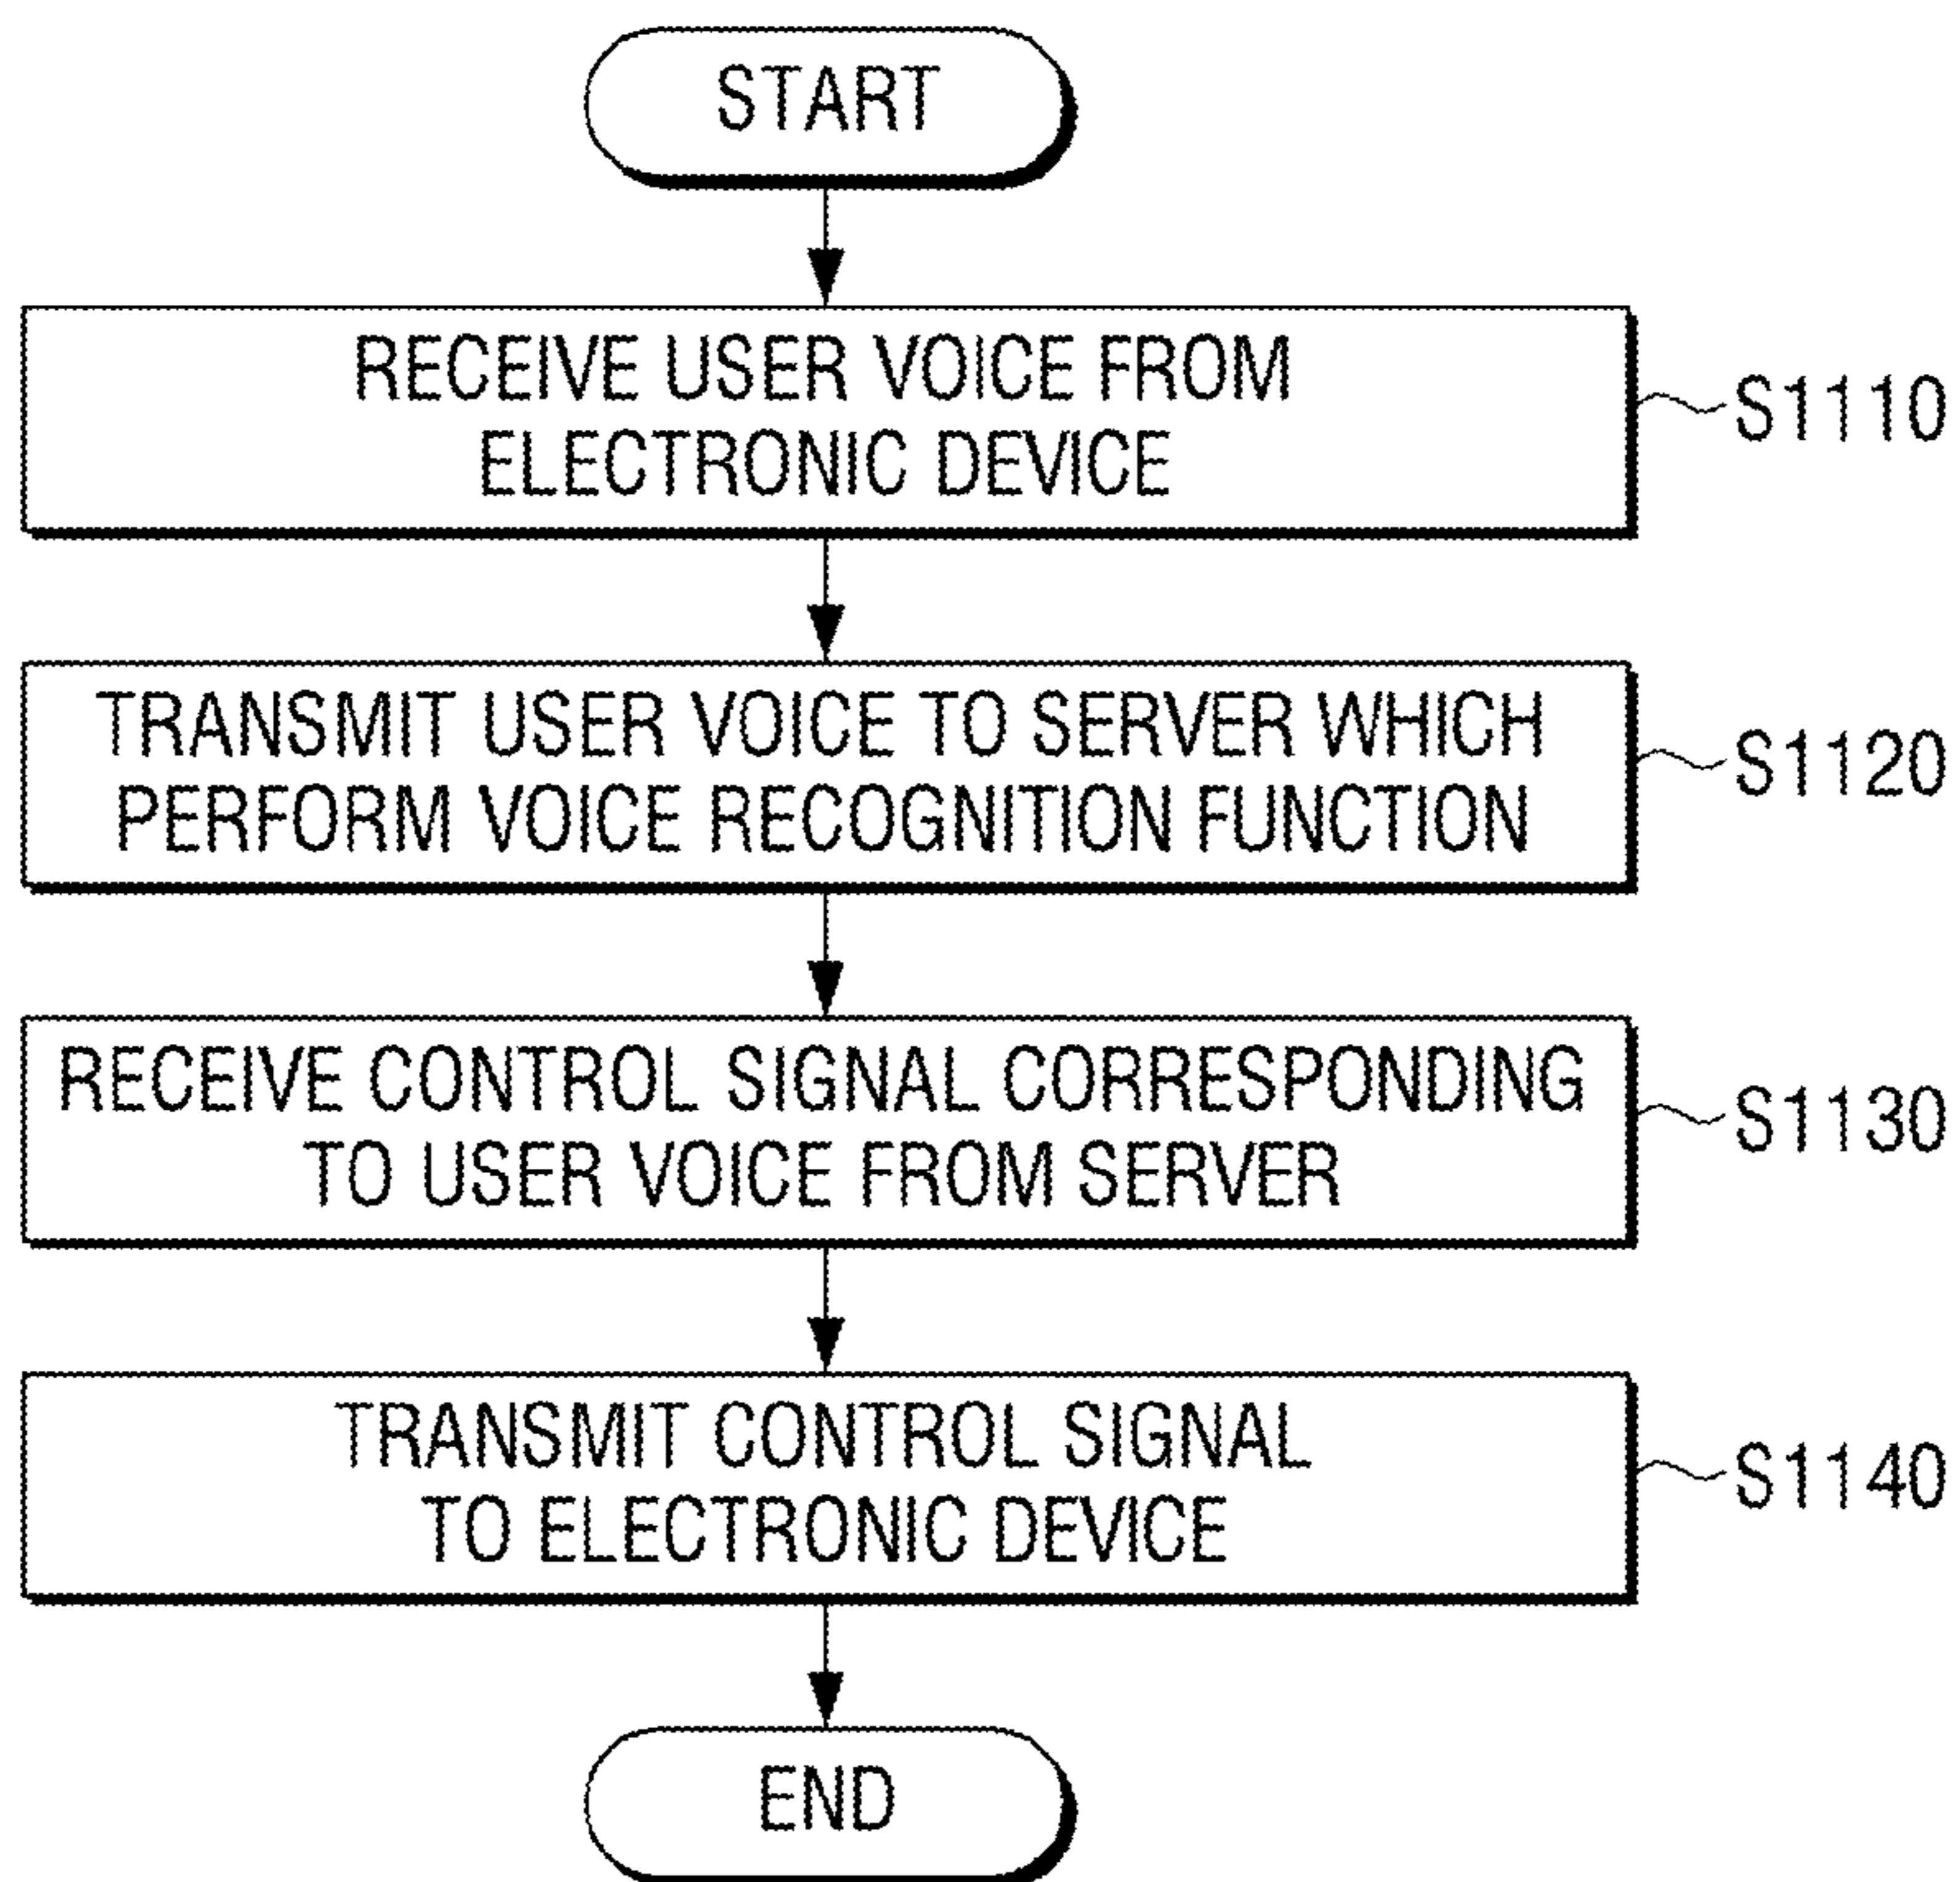 START
RECEIVE USER VOICE FROM
ELECTRONIC DEVICE
S1110
TRANSMIT USER VOICE TO SERVER WHICH
PERFORM VOICE RECOGNITION FUNCTION
S1120
RECEIVE CONTROL SIGNAL CORRESPONDING
TO USER VOICE FROM SERVER
S1130
TRANSMIT CONTROL SIGNAL
TO ELECTRONIC DEVICE
S1140
END